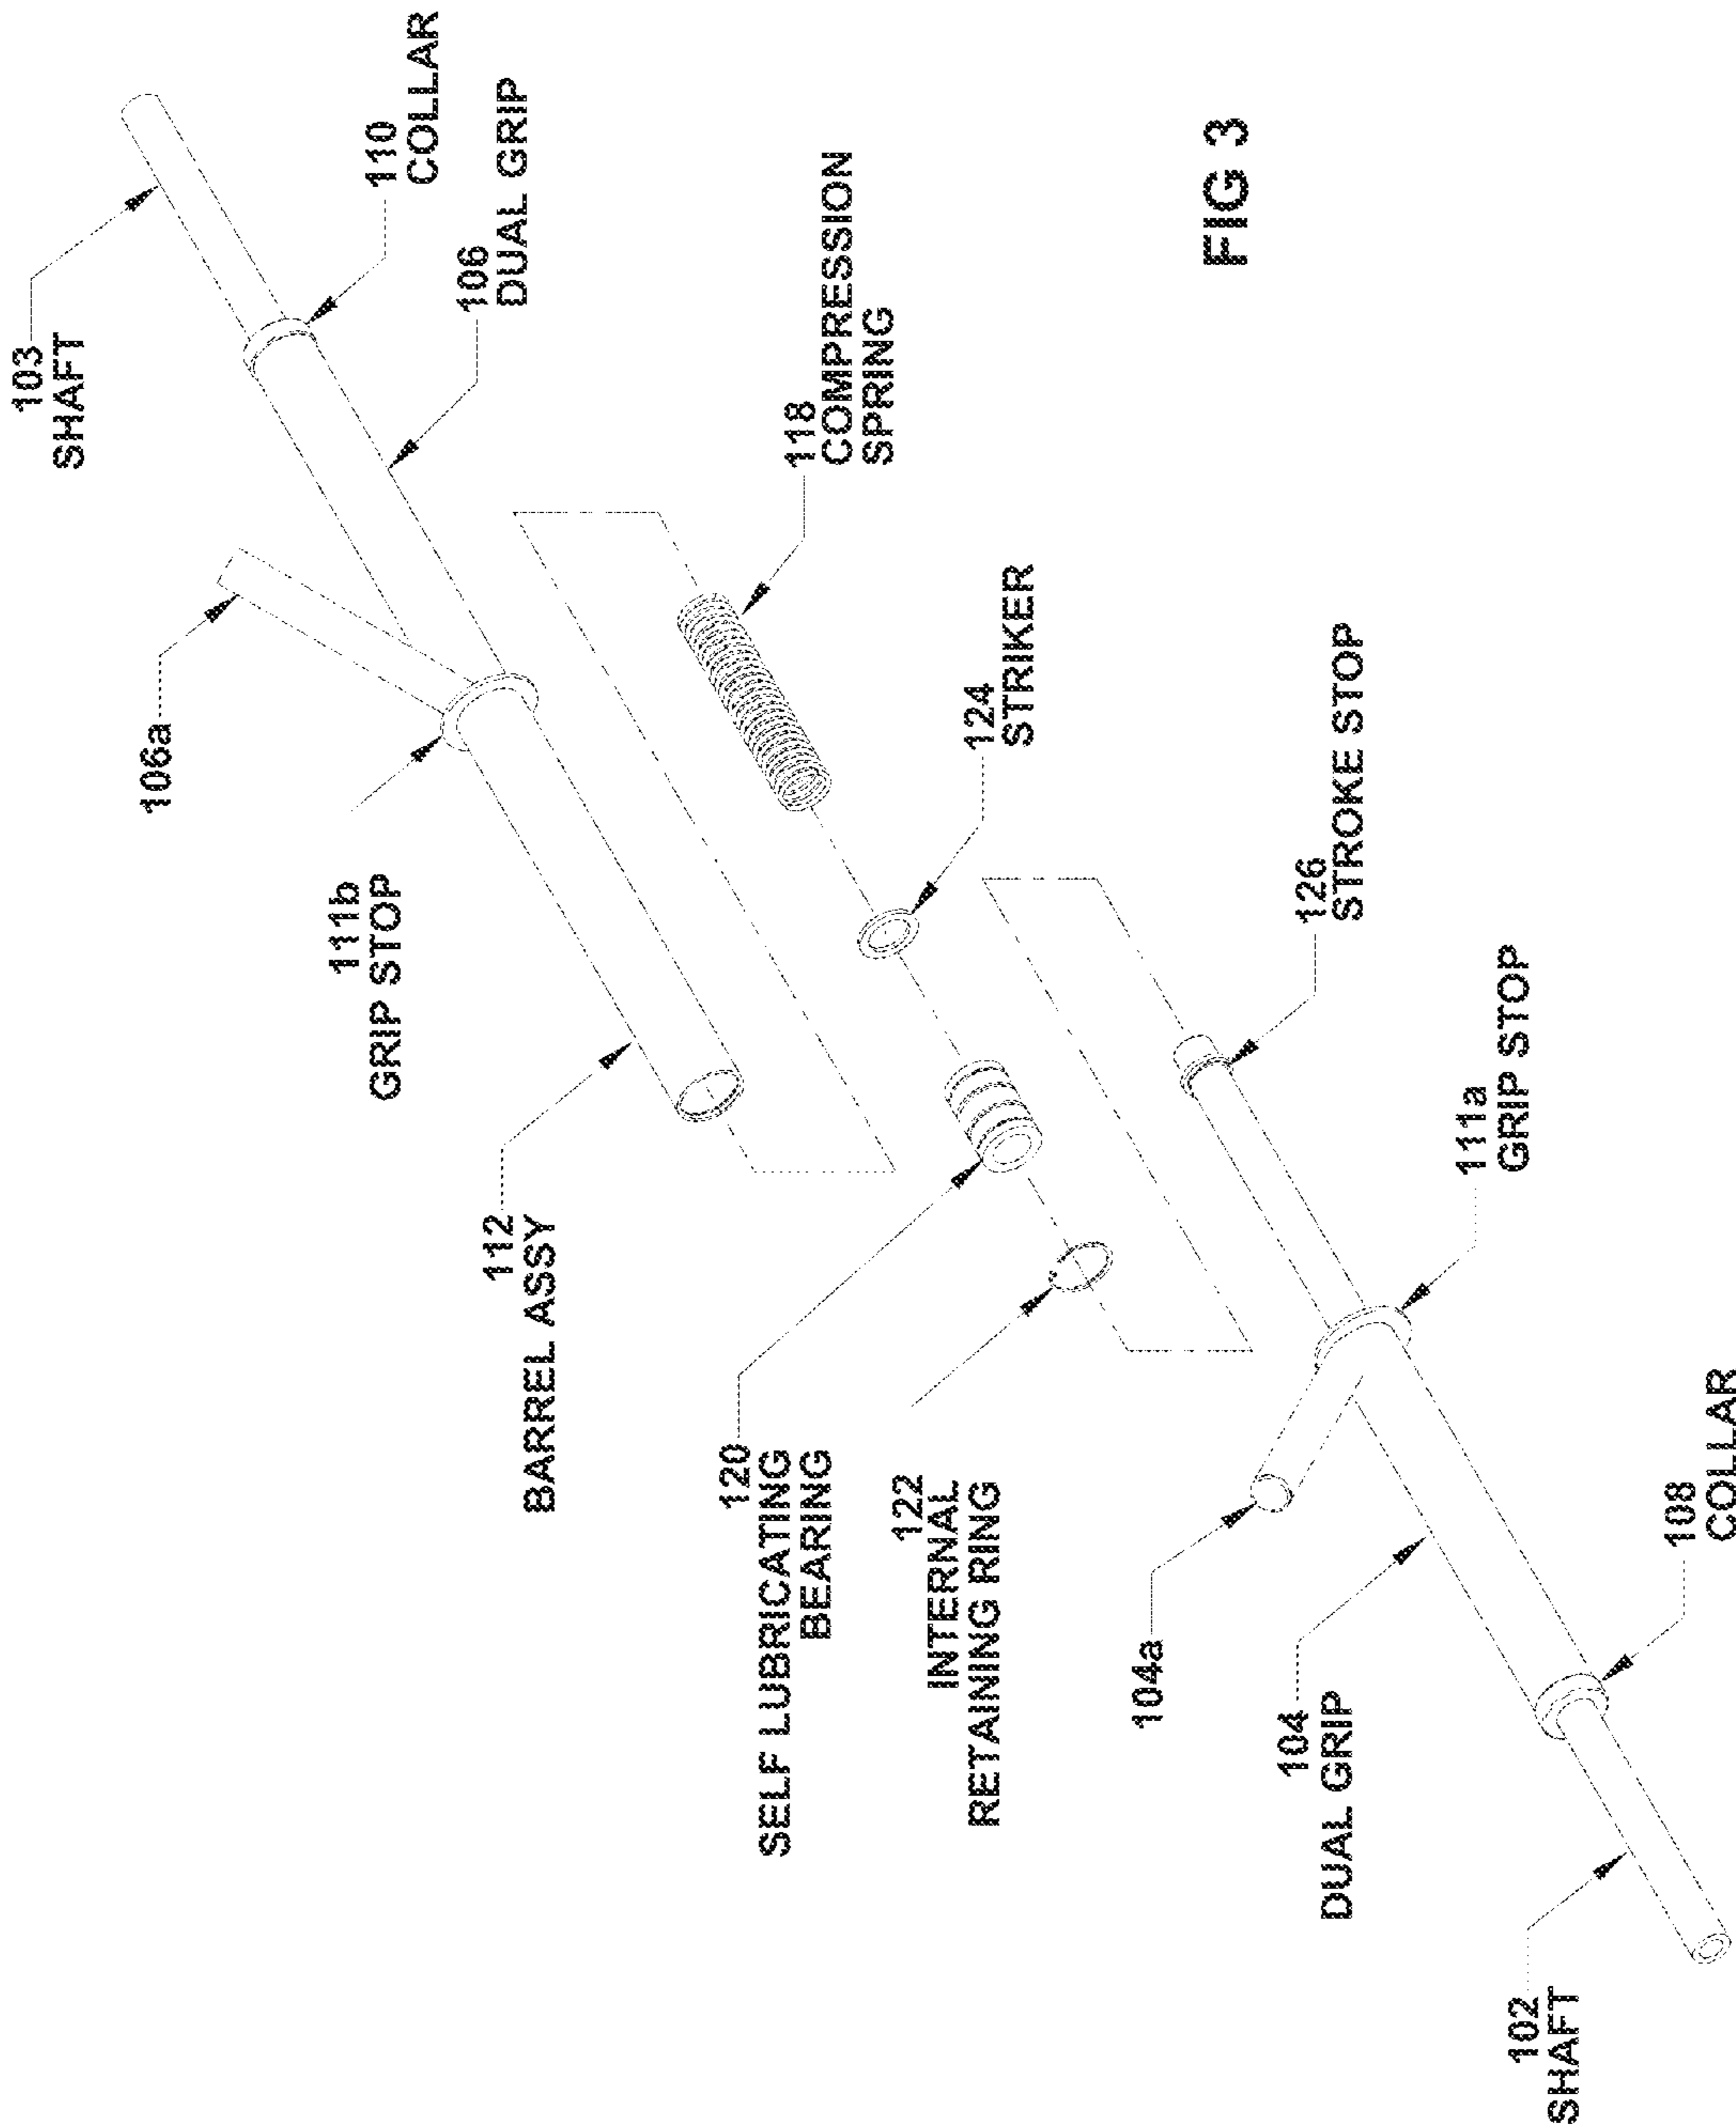 103
SHAFT
110
COLLAR
106
DUAL GRIP
106a
111b
GRIP STOP
118
COMPRESSION
SPRING
112
BARREL ASSY
124
STRIKER
120
SELF LUBRICATING
BEARING
122
INTERNAL
RETAINING RING
126
STROKE STOP
111a
GRIP STOP
104a
104
DUAL GRIP
108
COLLAR
102
SHAFT
FIG 3